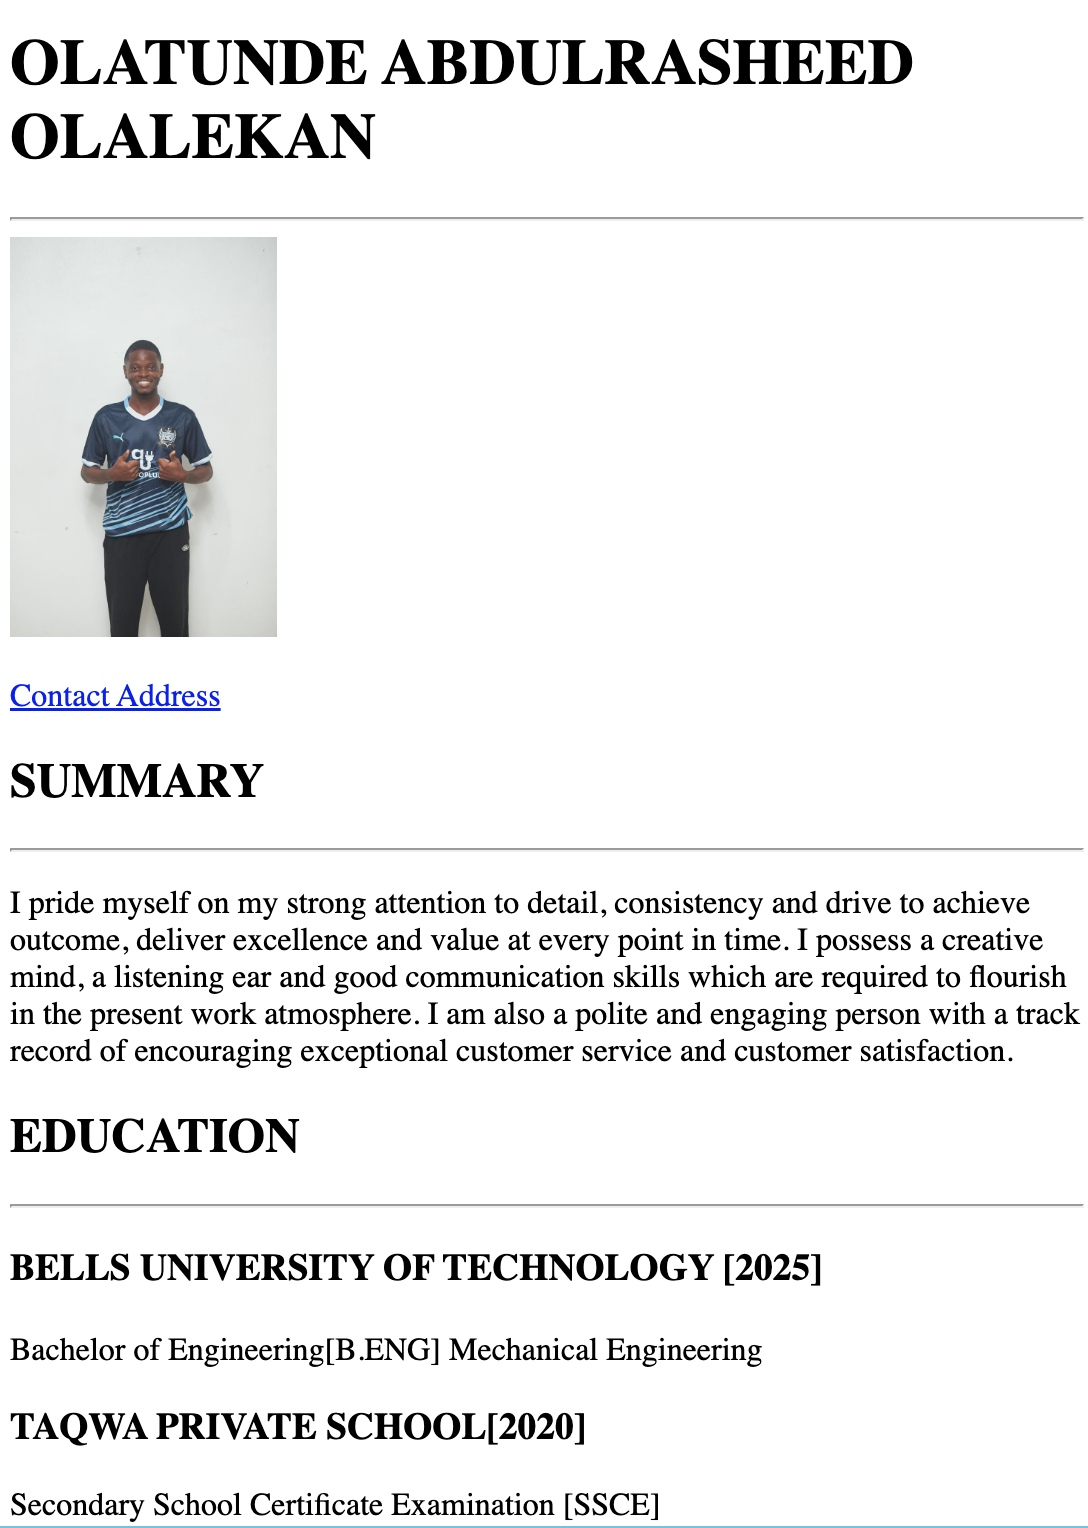 OLATUNDE ABDULRASHEED
OLALEKAN
Contact Address
SUMMARY
I pride myself on my strong attention to detail, consistency and drive to achieve
outcome, deliver excellence and value at every point in time. I possess a creative
mind, a listening ear and good communication skills which are required to flourish
in the present work atmosphere. I am also a polite and engaging person with a track
record of encouraging exceptional customer service and customer satisfaction.
EDUCATION
BELLS UNIVERSITY OF TECHNOLOGY [2025]
Bachelor of Engineering[B.ENG] Mechanical Engineering
TAQWA PRIVATE SCHOOL[2020]
Secondary School Certificate Examination [SSCE]